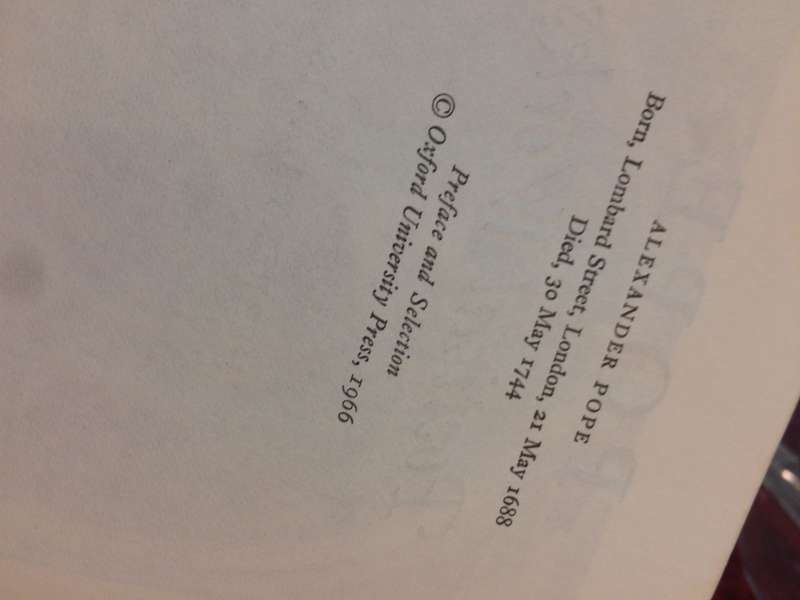 ALEXANDER POPE
Born, Lombard Street, London, 21 May 1688
Died, 30 May 1744
Preface and Selection
© Oxford University Press, 1966